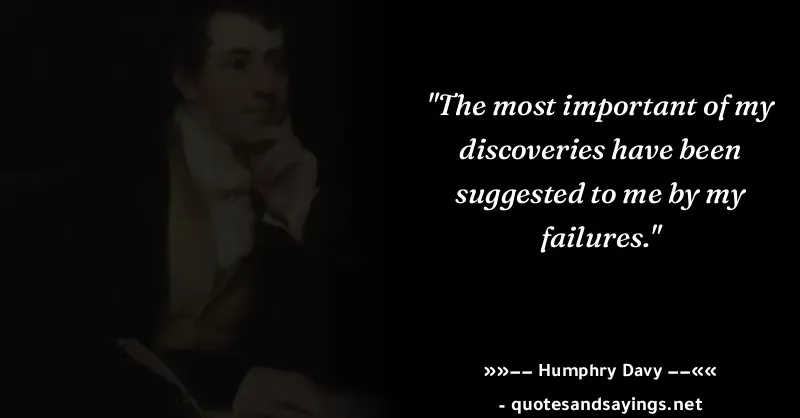 "The most important of my
discoveries have been
suggested to me by my
failures."
»»−− Humphry Davy −−««
- quotesandsayings.net